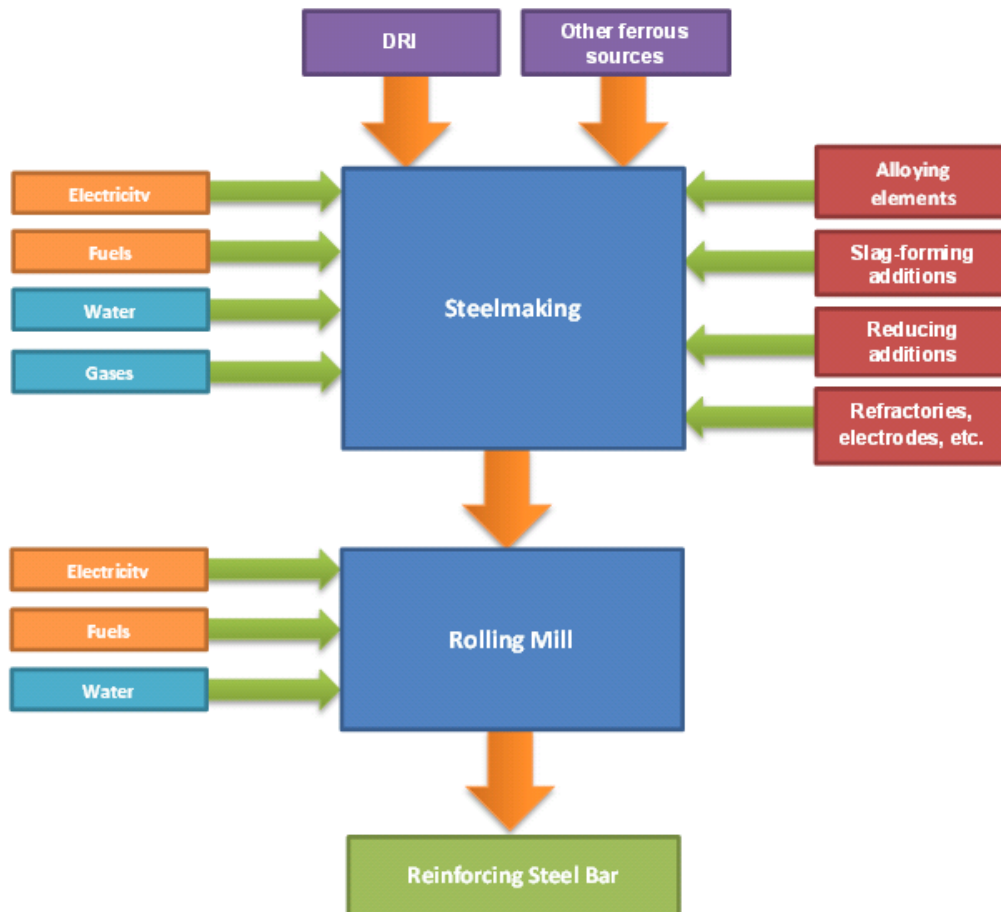 DRI
Other ferrous
sources
Electricity
Fuels
Water
Gases
Steelmaking
Alloying
elements
Slag-forming
additions
Reducing
additions
Refractories,
electrodes, etc.
Electricity
Fuels
Water
Rolling Mill
Reinforcing Steel Bar